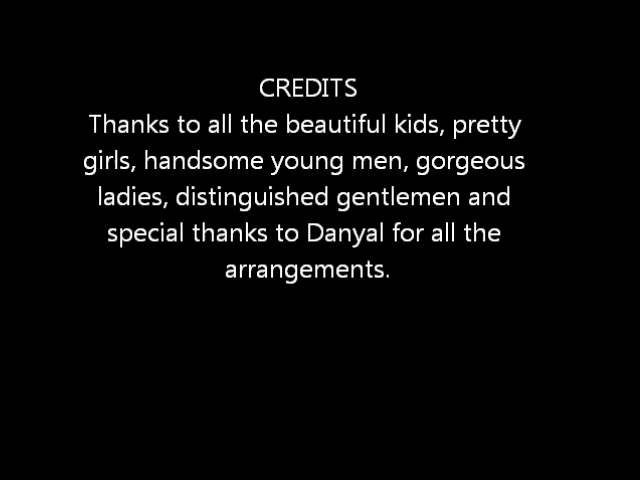 CREDITS
Thanks to all the beautiful kids, pretty
girls, handsome young men, gorgeous
ladies, distinguished gentlemen and
special thanks to Danyal for all the
arrangements.